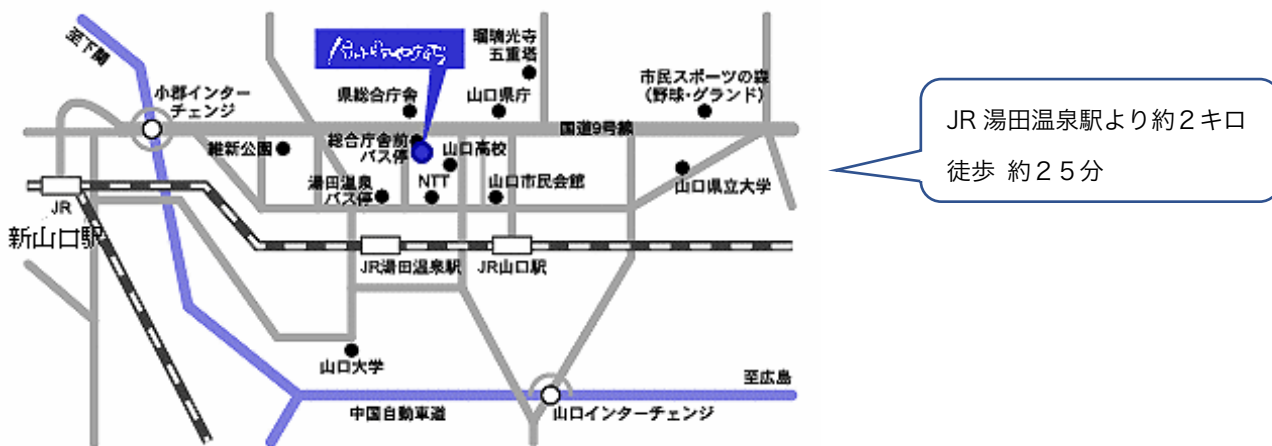 至下関
小郡インター
チェンジ
瑠璃光寺
五重塔
県総合庁舎
山口県庁
市民スポーツの森
(野球・グランド)
国道9号線
維新公園
総合庁舎前
バス停
山口高校
湯田温泉
バス停
NTT
山口市民会館
山口県立大学
JR
新山口駅
JR湯田温泉駅
JR山口駅
山口大学
中国自動車道
山口インターチェンジ
至広島
JR 湯田温泉駅より約2キロ
徒歩 約25分